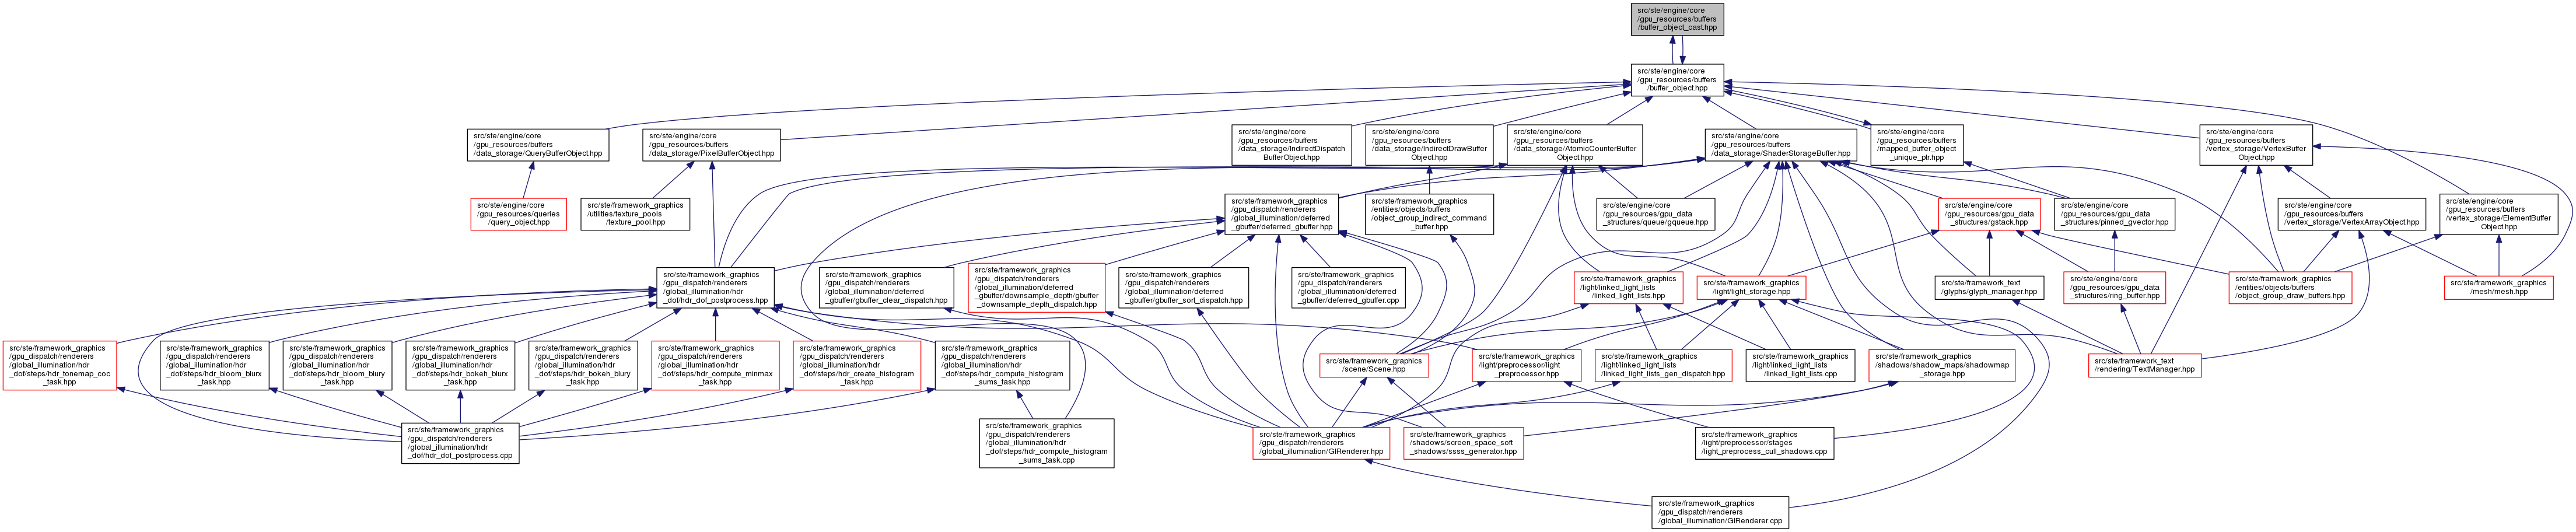 src/ste/engine/core
/gpu_resources/buffers
/buffer_object_cast.hpp
src/ste/engine/core
/gpu_resources/buffers
/buffer_object.hpp
src/ste/engine/core
/gpu_resources/buffers
/data_storage/QueryBufferObject.hpp
src/ste/engine/core
/gpu_resources/buffers
/data_storage/PixelBufferObject.hpp
src/ste/engine/core
/gpu_resources/buffers
/data_storage/IndirectDispatch
BufferObject.hpp
src/ste/engine/core
/gpu_resources/buffers
/data_storage/IndirectDrawBuffer
Object.hpp
src/ste/engine/core
/gpu_resources/buffers
/data_storage/AtomicCounterBuffer
Object.hpp
src/ste/engine/core
/gpu_resources/buffers
/data_storage/ShaderStorageBuffer.hpp
src/ste/engine/core
/gpu_resources/buffers
/mapped_buffer_object
_unique_ptr.hpp
src/ste/engine/core
/gpu_resources/buffers
/vertex_storage/VertexBuffer
Object.hpp
src/ste/engine/core
/gpu_resources/queries
/query_object.hpp
src/ste/framework_graphics
/utilities/texture_pools
/texture_pool.hpp
src/ste/framework_graphics
/gpu_dispatch/renderers
/global_illumination/deferred
_gbuffer/deferred_gbuffer.hpp
src/ste/framework_graphics
/entities/objects/buffers
/object_group_indirect_command
_buffer.hpp
src/ste/engine/core
/gpu_resources/gpu_data
_structures/queue/gqueue.hpp
src/ste/engine/core
/gpu_resources/gpu_data
_structures/gstack.hpp
src/ste/engine/core
/gpu_resources/gpu_data
_structures/pinned_gvector.hpp
src/ste/engine/core
/gpu_resources/buffers
/vertex_storage/VertexArrayObject.hpp
src/ste/engine/core
/gpu_resources/buffers
/vertex_storage/ElementBuffer
Object.hpp
src/ste/framework_graphics
/gpu_dispatch/renderers
/global_illumination/hdr
_dof/hdr_dof_postprocess.hpp
src/ste/framework_graphics
/gpu_dispatch/renderers
/global_illumination/deferred
_gbuffer/gbuffer_clear_dispatch.hpp
src/ste/framework_graphics
/gpu_dispatch/renderers
/global_illumination/deferred
_gbuffer/downsample_depth/gbuffer
_downsample_depth_dispatch.hpp
src/ste/framework_graphics
/gpu_dispatch/renderers
/global_illumination/deferred
_gbuffer/gbuffer_sort_dispatch.hpp
src/ste/framework_graphics
/gpu_dispatch/renderers
/global_illumination/deferred
_gbuffer/deferred_gbuffer.cpp
src/ste/framework_graphics
/light/linked_light_lists
/linked_light_lists.hpp
src/ste/framework_graphics
/light/light_storage.hpp
src/ste/framework_text
/glyphs/glyph_manager.hpp
src/ste/engine/core
/gpu_resources/gpu_data
_structures/ring_buffer.hpp
src/ste/framework_graphics
/entities/objects/buffers
/object_group_draw_buffers.hpp
src/ste/framework_graphics
/mesh/mesh.hpp
src/ste/framework_graphics
/gpu_dispatch/renderers
/global_illumination/hdr
_dof/steps/hdr_tonemap_coc
_task.hpp
src/ste/framework_graphics
/gpu_dispatch/renderers
/global_illumination/hdr
_dof/steps/hdr_bloom_blurx
_task.hpp
src/ste/framework_graphics
/gpu_dispatch/renderers
/global_illumination/hdr
_dof/steps/hdr_bloom_blury
_task.hpp
src/ste/framework_graphics
/gpu_dispatch/renderers
/global_illumination/hdr
_dof/steps/hdr_bokeh_blurx
_task.hpp
src/ste/framework_graphics
/gpu_dispatch/renderers
/global_illumination/hdr
_dof/steps/hdr_bokeh_blury
_task.hpp
src/ste/framework_graphics
/gpu_dispatch/renderers
/global_illumination/hdr
_dof/steps/hdr_compute_minmax
_task.hpp
src/ste/framework_graphics
/gpu_dispatch/renderers
/global_illumination/hdr
_dof/steps/hdr_create_histogram
_task.hpp
src/ste/framework_graphics
/gpu_dispatch/renderers
/global_illumination/hdr
_dof/steps/hdr_compute_histogram
_sums_task.hpp
src/ste/framework_graphics
/scene/Scene.hpp
src/ste/framework_graphics
/light/preprocessor/light
_preprocessor.hpp
src/ste/framework_graphics
/light/linked_light_lists
/linked_light_lists_gen_dispatch.hpp
src/ste/framework_graphics
/light/linked_light_lists
/linked_light_lists.cpp
src/ste/framework_graphics
/shadows/shadow_maps/shadowmap
_storage.hpp
src/ste/framework_text
/rendering/TextManager.hpp
src/ste/framework_graphics
/gpu_dispatch/renderers
/global_illumination/hdr
_dof/hdr_dof_postprocess.cpp
src/ste/framework_graphics
/gpu_dispatch/renderers
/global_illumination/hdr
_dof/steps/hdr_compute_histogram
_sums_task.cpp
src/ste/framework_graphics
/gpu_dispatch/renderers
/global_illumination/GIRenderer.hpp
src/ste/framework_graphics
/shadows/screen_space_soft
_shadows/ssss_generator.hpp
src/ste/framework_graphics
/light/preprocessor/stages
/light_preprocess_cull_shadows.cpp
src/ste/framework_graphics
/gpu_dispatch/renderers
/global_illumination/GIRenderer.cpp